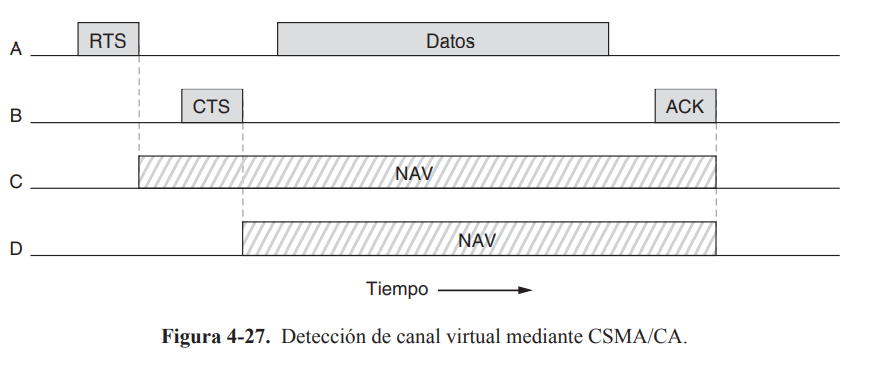 A RTS Datos
B CTS ACK
C NAV
D NAV
Tiempo
Figura 4-27. Detección de canal virtual mediante CSMA/CA.